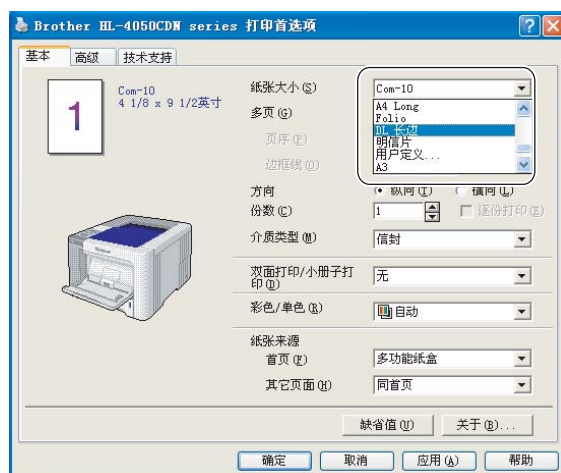 Brother HL-4050CDN series 打印首选项
基本 高级 技术支持
1
Com-10
4 1/8 x 9 1/2英寸
纸张大小(S)
Com-10
A4 Long
Folio
DL 长边
明信片
用户定义...
A3
多页(G)
页序(P)
边框线(O)
方向
纵向(T) 横向(L)
份数(C)
1
逐份打印(E)
介质类型(M)
信封
双面打印/小册子打
印(D)
无
彩色/单色(R)
自动
纸张来源
首页(F)
多功能纸盒
其它页面(H)
同首页
缺省值(U) 关于(B)...
确定 取消 应用(A) 帮助